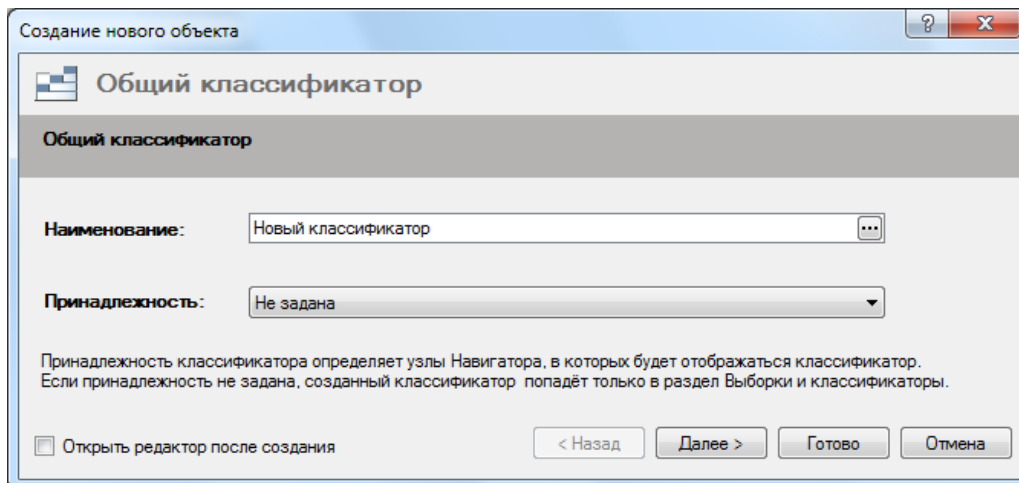 Создание нового объекта
Общий классификатор
Общий классификатор
Наименование: Новый классификатор ...
Принадлежность: Не задана
Принадлежность классификатора определяет узлы Навигатора, в которых будет отображаться классификатор.
Если принадлежность не задана, созданный классификатор попадёт только в раздел Выборки и классификаторы.
Открыть редактор после создания < Назад Далее > Готово Отмена